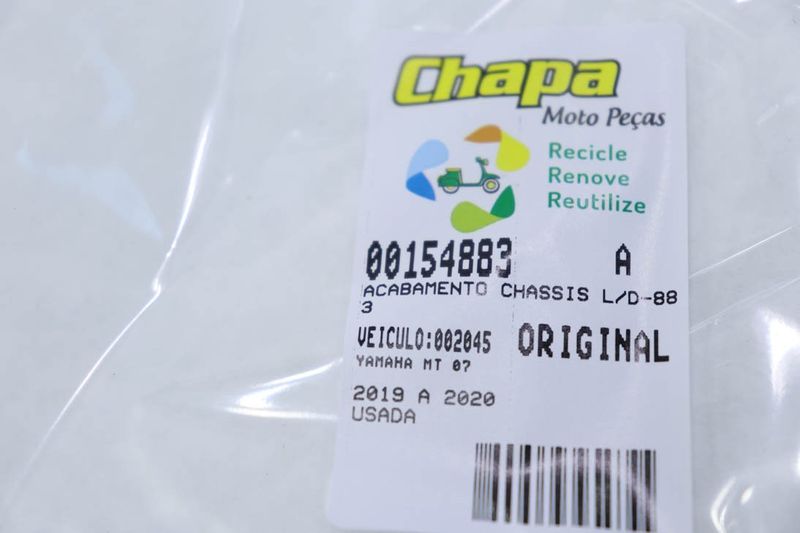 Chapa
Moto Peças
Recicle
Renove
Reutilize
00154883 A
ACABAMENTO CHASSIS L/D-88
3
VEICULO:002045 ORIGINAL
YAMAHA MT 07
2019 A 2020
USADA